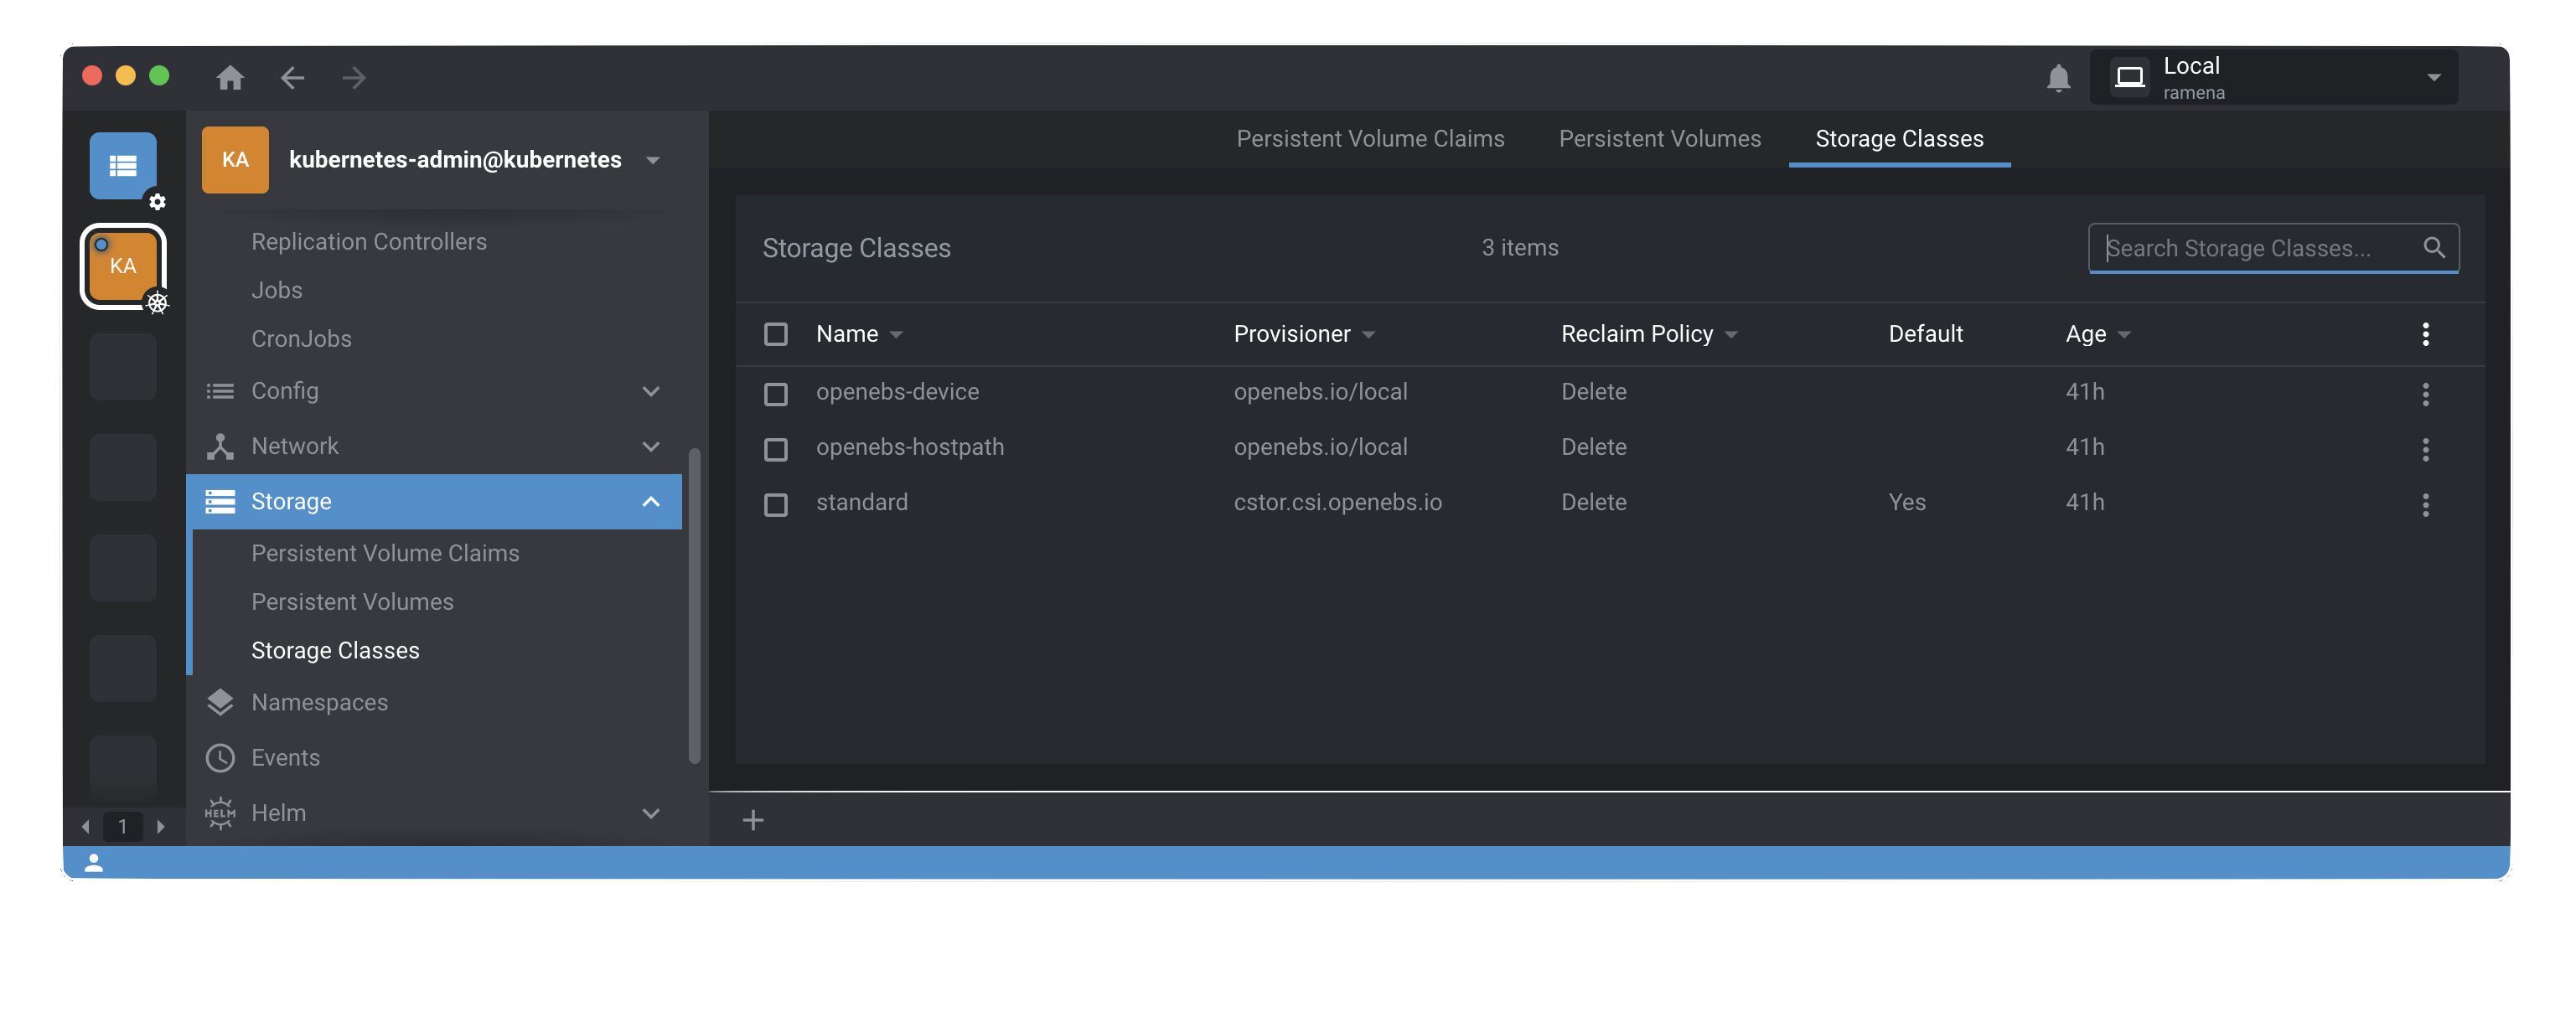 Local
ramena
KA
kubernetes-admin@kubernetes
KA
Replication Controllers
Jobs
CronJobs
Config
Network
Storage
Persistent Volume Claims
Persistent Volumes
Storage Classes
Namespaces
Events
HELM Helm
1
Persistent Volume Claims Persistent Volumes Storage Classes
Storage Classes 3 items Search Storage Classes...
Name Provisioner Reclaim Policy Default Age
openebs-device openebs.io/local Delete 41h
openebs-hostpath openebs.io/local Delete 41h
standard cstor.csi.openebs.io Delete Yes 41h